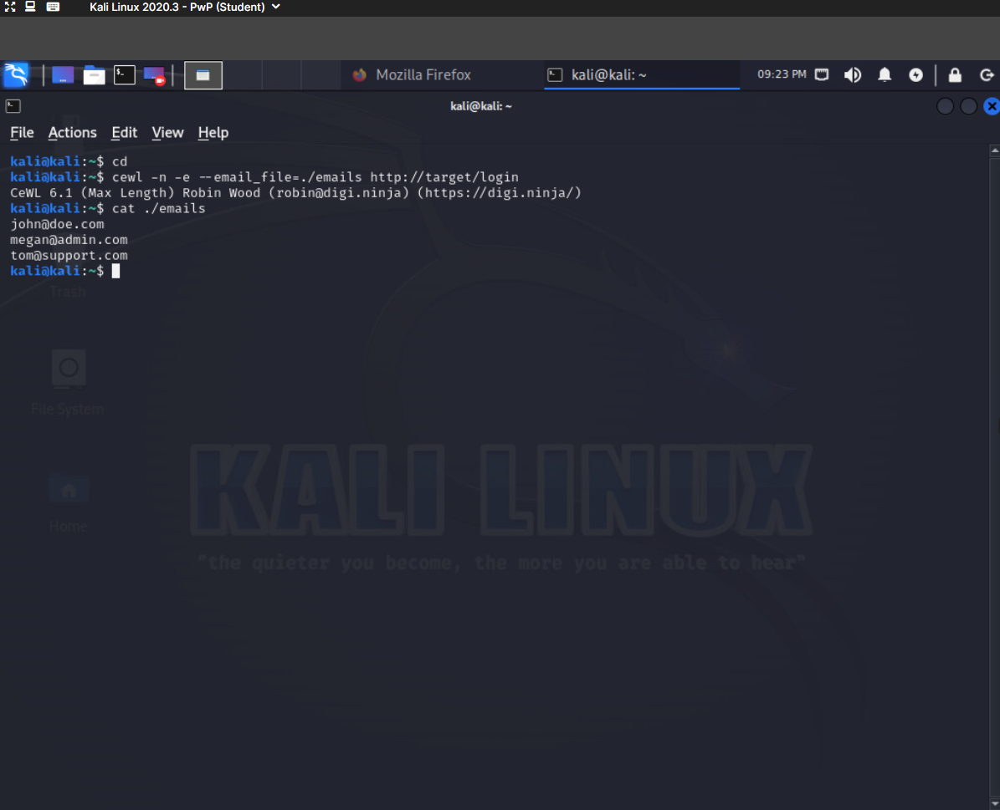 Kali Linux 2020.3 - PwP (Student)
Mozilla Firefox
kali@kali: ~
09:23 PM
kali@kali: ~
File Actions Edit View Help
kali@kali:~$ cd
kali@kali:~$ cewl -n -e --email_file=./emails http://target/login
CeWL 6.1 (Max Length) Robin Wood (robin@digi.ninja) (https://digi.ninja/)
kali@kali:~$ cat ./emails
john@doe.com
megan@admin.com
tom@support.com
kali@kali:~$
Trash
File System
Home
KALI LINUX
"the quieter you become, the more you are able to hear"